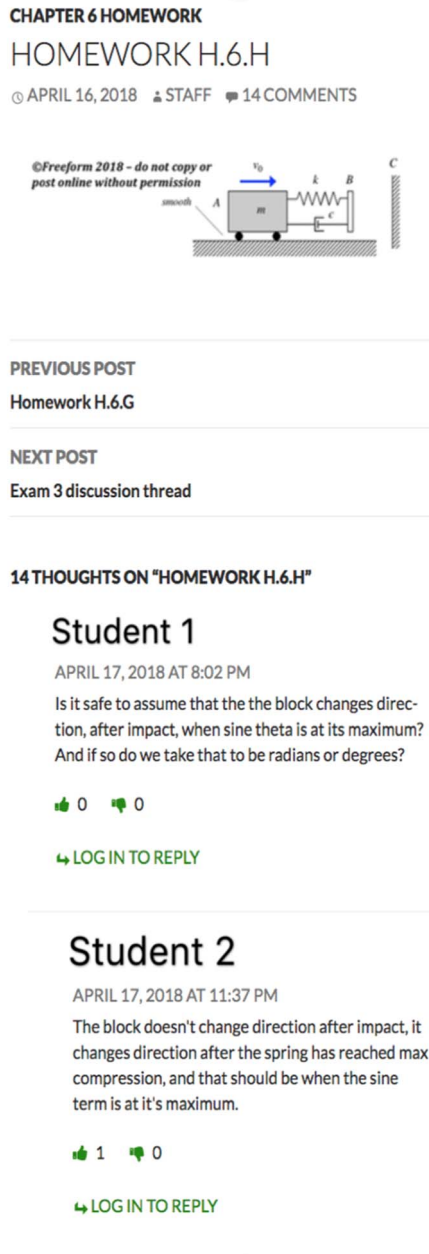 CHAPTER 6 HOMEWORK
HOMEWORK H.6.H
APRIL 16, 2018 STAFF 14 COMMENTS
©Freeform 2018 – do not copy or
post online without permission
v₀
C
k
B
smooth
A
m
c
PREVIOUS POST
Homework H.6.G
NEXT POST
Exam 3 discussion thread
14 THOUGHTS ON “HOMEWORK H.6.H”
Student 1
APRIL 17, 2018 AT 8:02 PM
Is it safe to assume that the the block changes direc-
tion, after impact, when sine theta is at its maximum?
And if so do we take that to be radians or degrees?
0 0
LOG IN TO REPLY
Student 2
APRIL 17, 2018 AT 11:37 PM
The block doesn't change direction after impact, it
changes direction after the spring has reached max
compression, and that should be when the sine
term is at it's maximum.
1 0
LOG IN TO REPLY